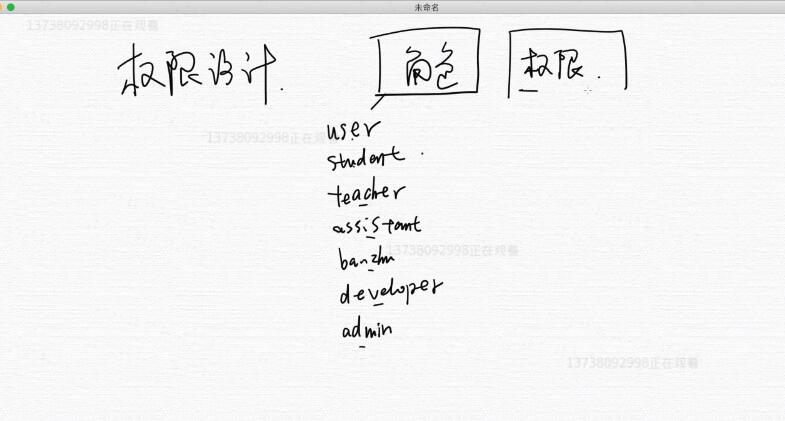 未命名
13738092998正在观看
权限设计.
角色
权限.
user
13738092998正在观看
student.
teacher
assistant
13738092998正在观看
banzhu
developer
admin
13738092998正在观看